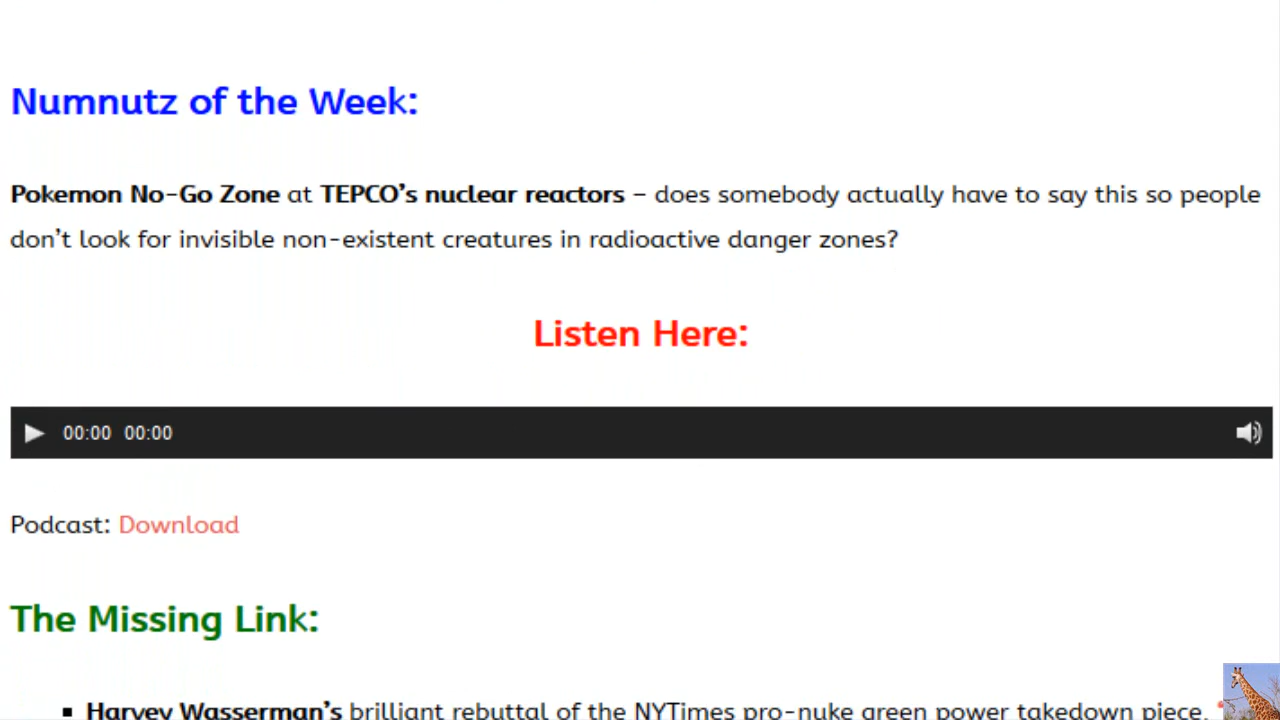 Numnutz of the Week:
Pokemon No-Go Zone at TEPCO’s nuclear reactors – does somebody actually have to say this so people
don’t look for invisible non-existent creatures in radioactive danger zones?
Listen Here:
00:00 00:00
Podcast: Download
The Missing Link:
▪ Harvey Wasserman’s brilliant rebuttal of the NYTimes pro-nuke green power takedown piece,